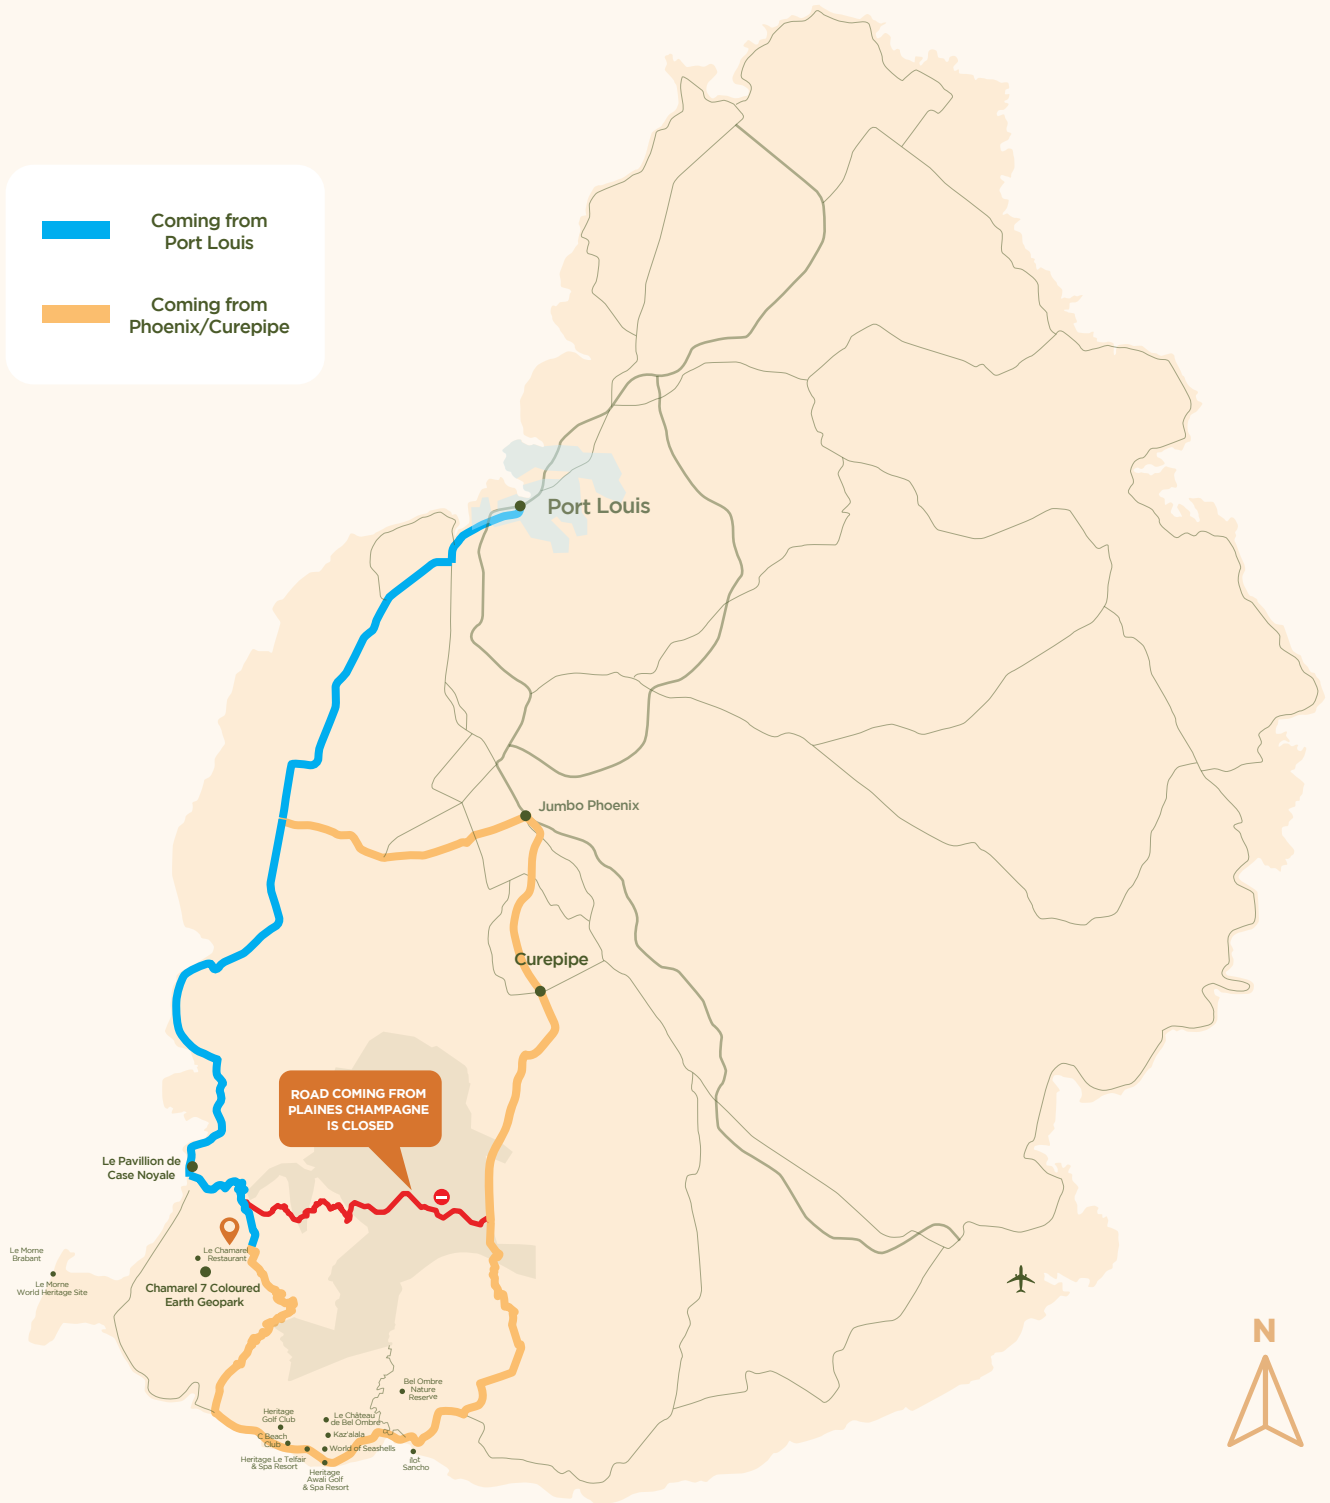 Coming from
Port Louis
Coming from
Phoenix/Curepipe
Port Louis
Jumbo Phoenix
Curepipe
ROAD COMING FROM
PLAINES CHAMPAGNE
IS CLOSED
Le Pavillion de
Case Noyale
Le Chamarel
Restaurant
Le Morne
Brabant
Le Morne
World Heritage Site
Chamarel 7 Coloured
Earth Geopark
Bel Ombre
Nature
Reserve
Heritage
Golf Club
Le Château
de Bel Ombre
C Beach
Club
Kaz'alala
World of Seashells
Heritage Le Telfair
& Spa Resort
Heritage
Awali Golf
& Spa Resort
îlot
Sancho
N